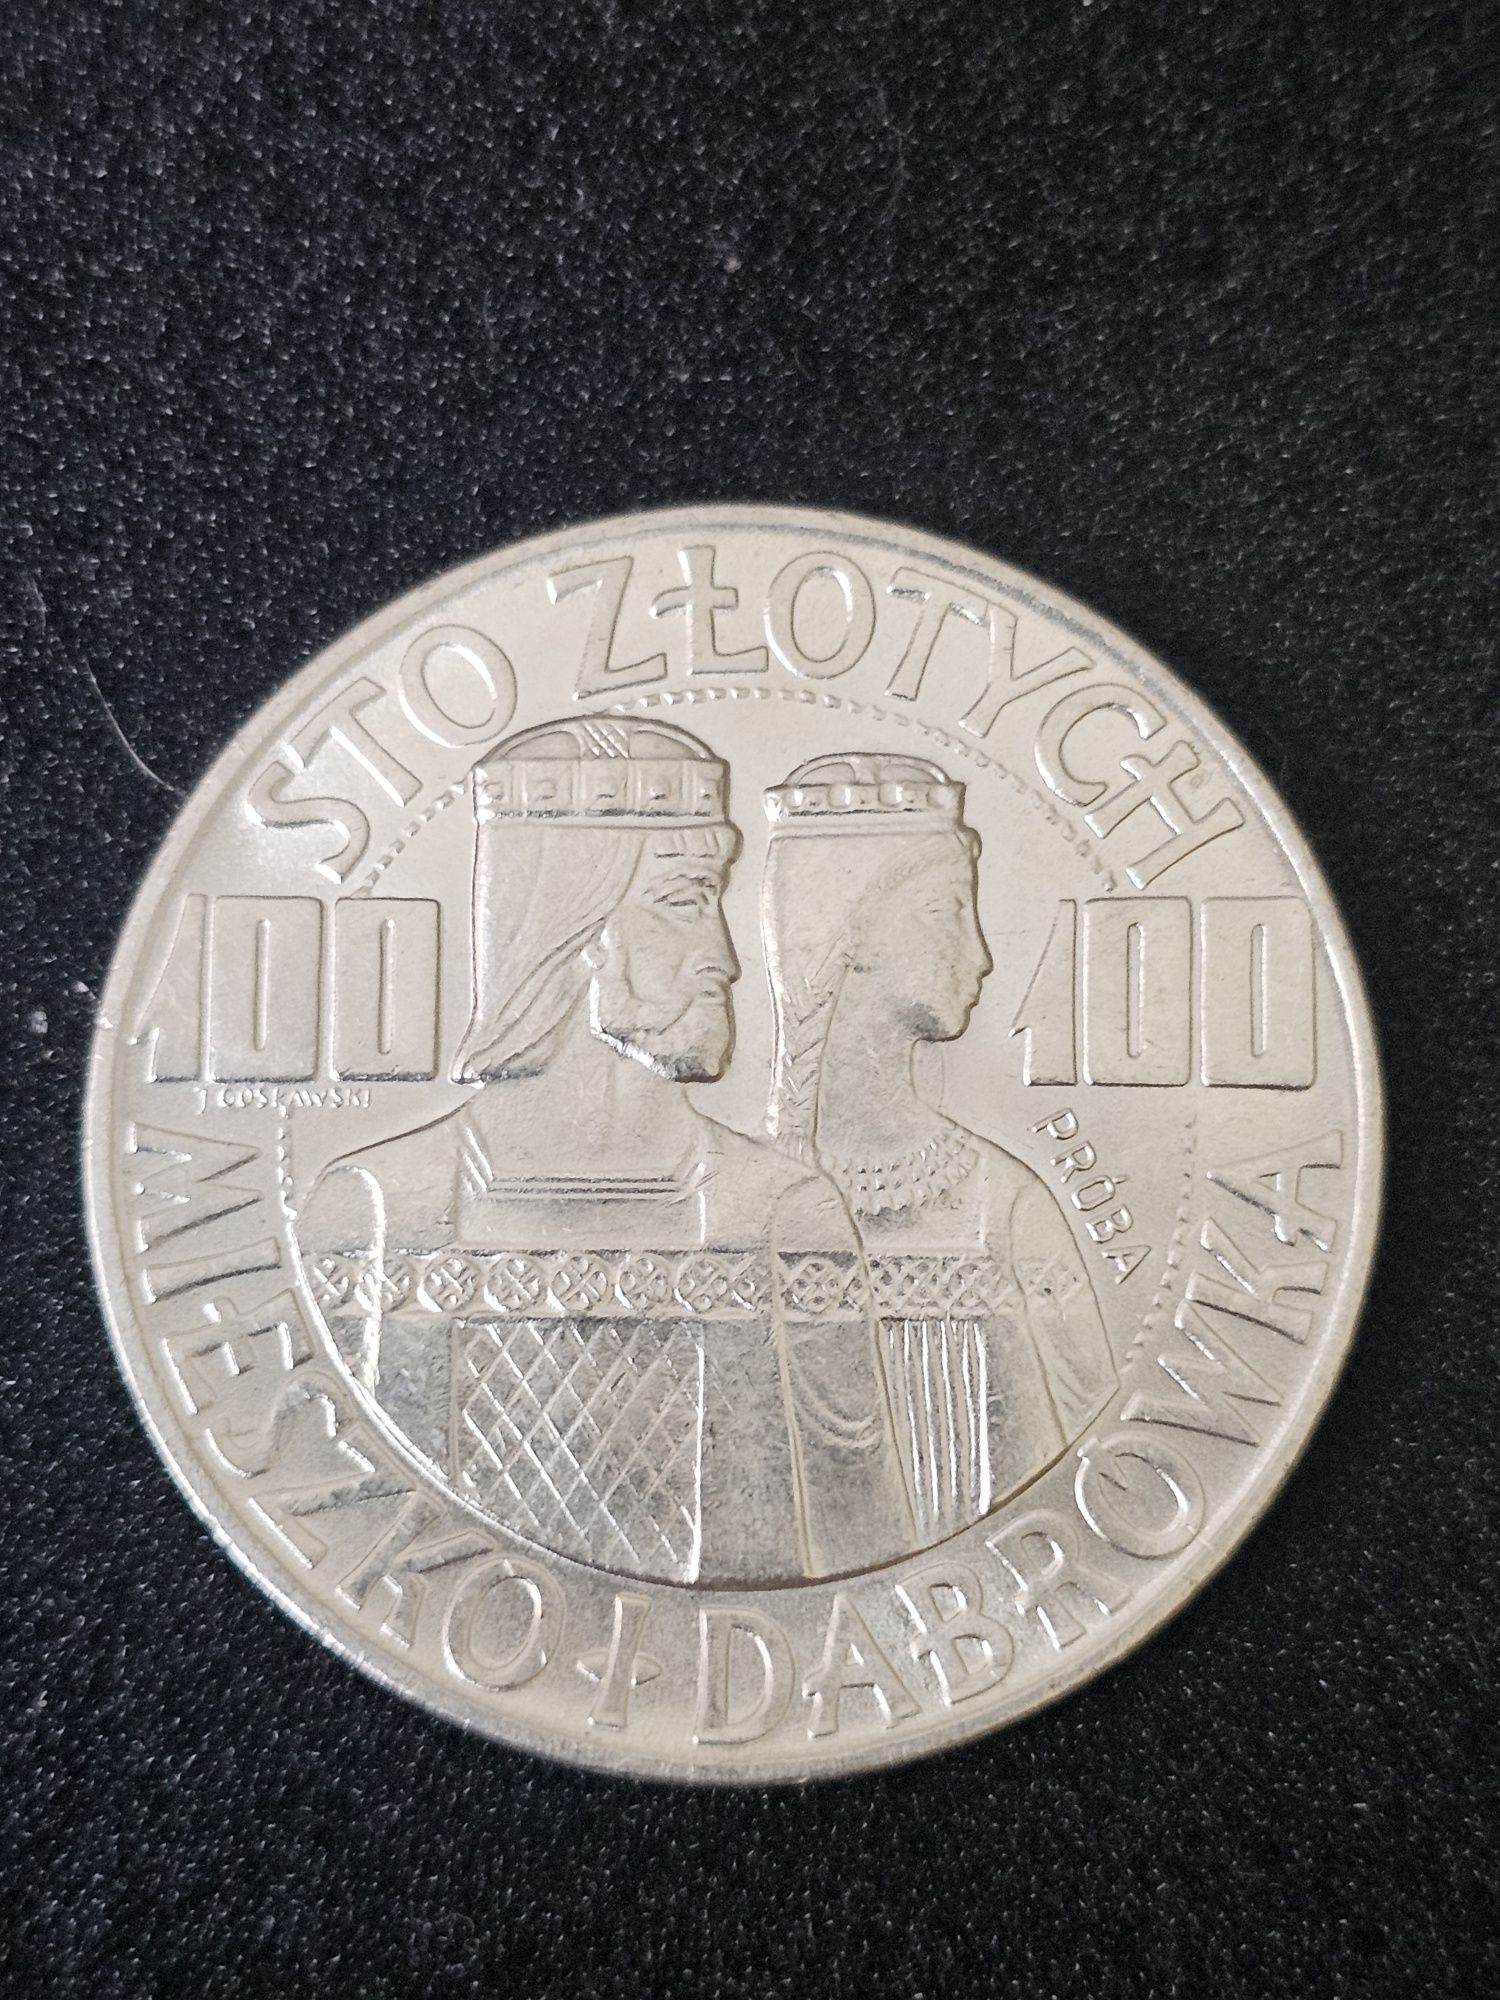 STO ZŁOTYCH
100 100
J GOSŁAWSKI
PRÓBA
MIESZKO I DĄBRÓWKA